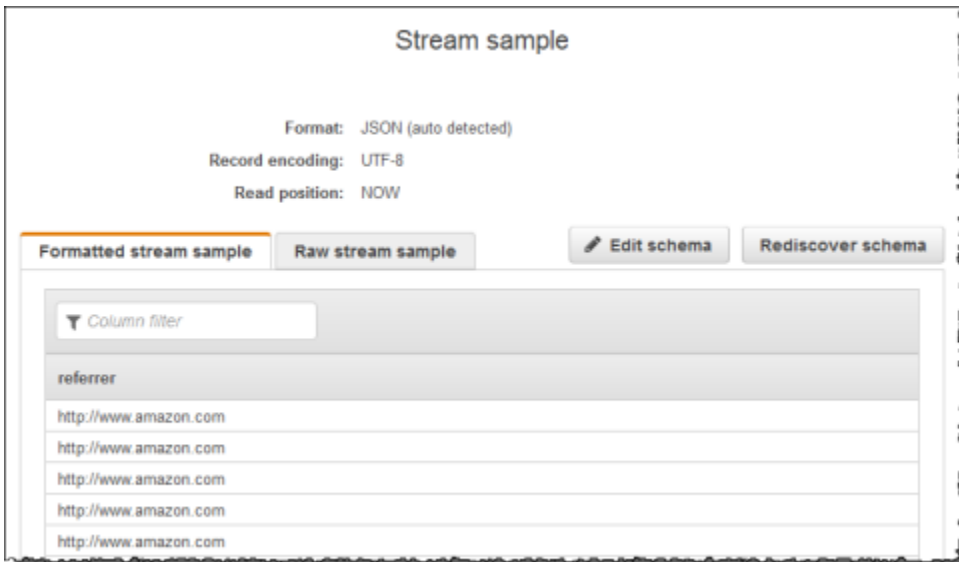 Stream sample
Format: JSON (auto detected)
Record encoding: UTF-8
Read position: NOW
Formatted stream sample Raw stream sample Edit schema Rediscover schema
Column filter
referrer
http://www.amazon.com
http://www.amazon.com
http://www.amazon.com
http://www.amazon.com
http://www.amazon.com